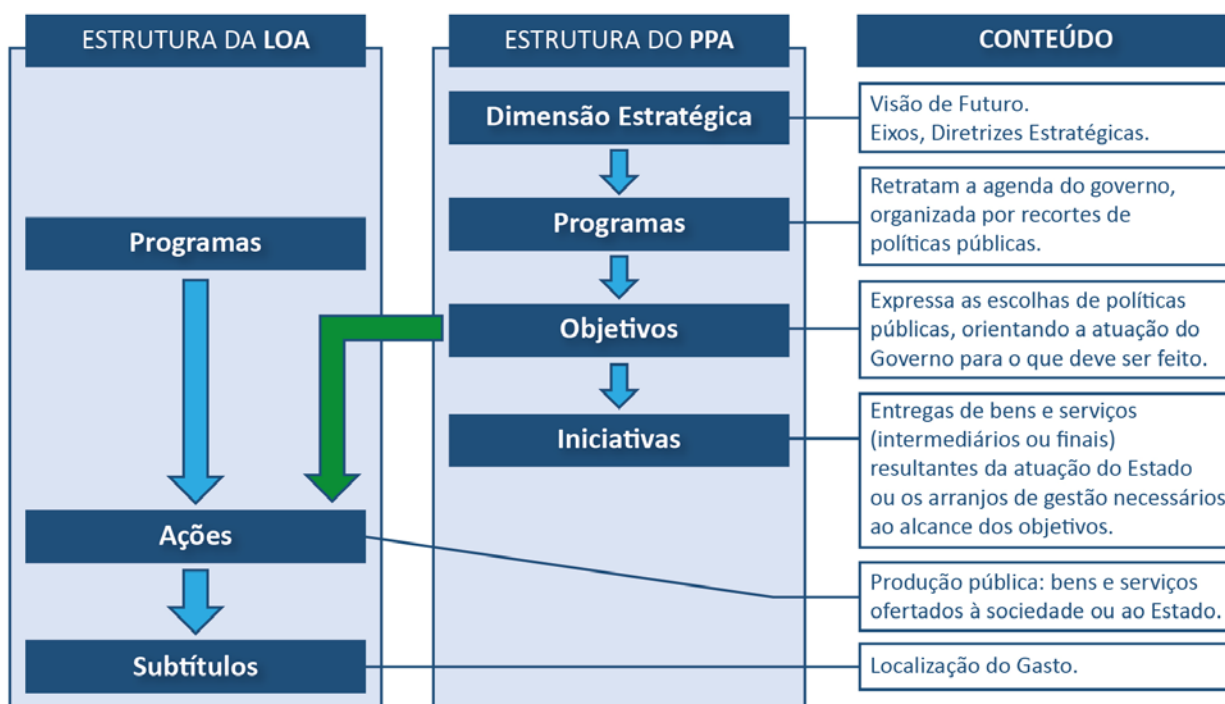 ESTRUTURA DA LOA
Programas
Ações
Subtítulos
ESTRUTURA DO PPA
Dimensão Estratégica
Programas
Objetivos
Iniciativas
CONTEÚDO
Visão de Futuro.
Eixos, Diretrizes Estratégicas.
Retratam a agenda do governo,
organizada por recortes de
políticas públicas.
Expressa as escolhas de políticas
públicas, orientando a atuação do
Governo para o que deve ser feito.
Entregas de bens e serviços
(intermediários ou finais)
resultantes da atuação do Estado
ou os arranjos de gestão necessários
ao alcance dos objetivos.
Produção pública: bens e serviços
ofertados à sociedade ou ao Estado.
Localização do Gasto.